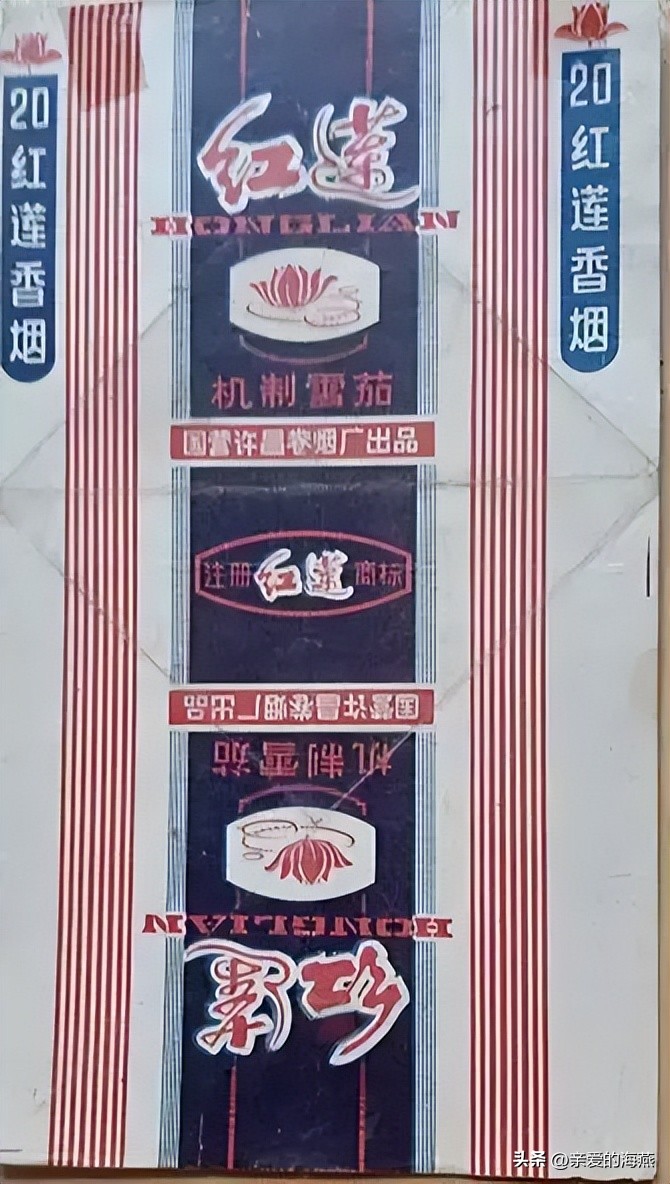 20红莲香烟
20红莲香烟
红莲
HONGLIAN
机制雪茄
国营许昌卷烟厂出品
注册 红莲 商标
国营许昌卷烟厂出品
机制雪茄
HONGLIAN
红莲
头条 @亲爱的海燕